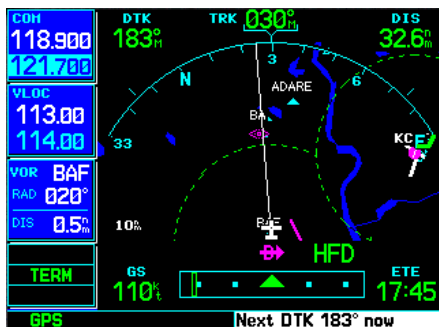 COM
118.900
121.700
VLOC
113.00
114.00
VOR BAF
RAD 020°
DIS 0.5nm
TERM
GPS
DTK
183°M
TRK 030°M
DIS
32.6nm
N
3
6
33
E
ADARE
BA
KC
10nm
HFD
GS
110kt
ETE
17:45
Next DTK 183° now